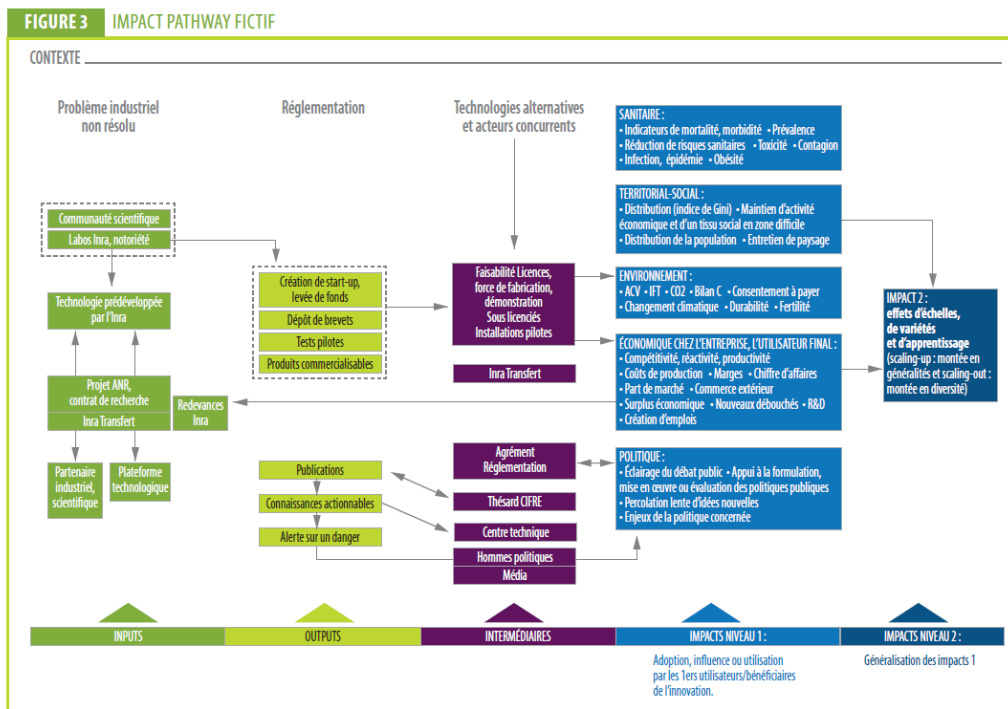 FIGURE 3 IMPACT PATHWAY FICTIF
CONTEXTE
Problème industriel
non résolu
Réglementation
Technologies alternatives
et acteurs concurrents
Communauté scientifique
Labos Inra, notoriété
Technologie prédéveloppée
par l'Inra
Projet ANR,
contrat de recherche
Inra Transfert
Redevances
Inra
Partenaire
industriel,
scientifique
Plateforme
technologique
Création de start-up,
levée de fonds
Dépôt de brevets
Tests pilotes
Produits commercialisables
Publications
Connaissances actionnables
Alerte sur un danger
Faisabilité Licences,
force de fabrication,
démonstration
Sous licenciés
Installations pilotes
Inra Transfert
Agrément
Réglementation
Thésard CIFRE
Centre technique
Hommes politiques
Média
SANITAIRE :
• Indicateurs de mortalité, morbidité • Prévalence
• Réduction de risques sanitaires • Toxicité • Contagion
• Infection, épidémie • Obésité
TERRITORIAL-SOCIAL :
• Distribution (indice de Gini) • Maintien d'activité
économique et d'un tissu social en zone difficile
• Distribution de la population • Entretien de paysage
ENVIRONNEMENT :
• ACV • IFT • CO2 • Bilan C • Consentement à payer
• Changement climatique • Durabilité • Fertilité
ÉCONOMIQUE CHEZ L'ENTREPRISE, L'UTILISATEUR FINAL :
• Compétitivité, réactivité, productivité
• Coûts de production • Marges • Chiffre d'affaires
• Part de marché • Commerce extérieur
• Surplus économique • Nouveaux débouchés • R&D
• Création d'emplois
POLITIQUE :
• Éclairage du débat public • Appui à la formulation,
mise en œuvre ou évaluation des politiques publiques
• Percolation lente d'idées nouvelles
• Enjeux de la politique concernée
IMPACT 2 :
effets d'échelles,
de variétés
et d'apprentissage
(scaling-up : montée en
généralités et scaling-out :
montée en diversité)
INPUTS
OUTPUTS
INTERMÉDIAIRES
IMPACTS NIVEAU 1 :
IMPACTS NIVEAU 2 :
Adoption, influence ou utilisation
par les 1ers utilisateurs/bénéficiaires
de l'innovation.
Généralisation des impacts 1